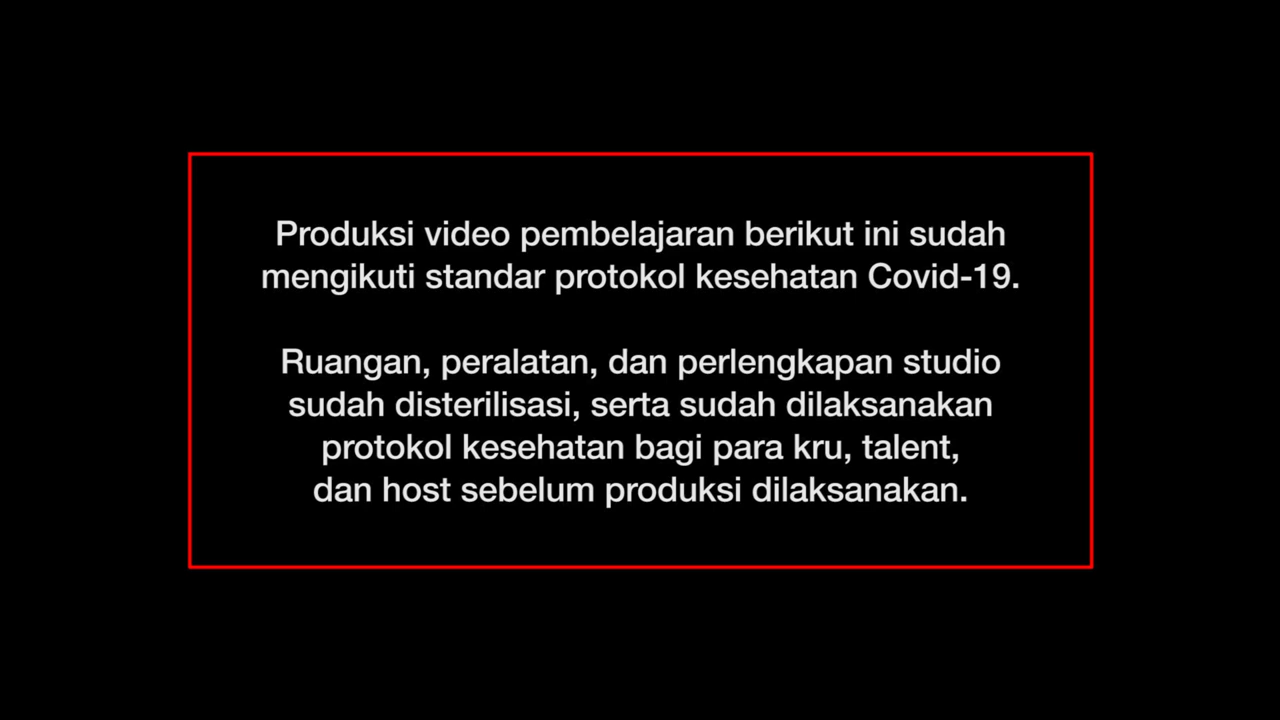 Produksi video pembelajaran berikut ini sudah
mengikuti standar protokol kesehatan Covid-19.
Ruangan, peralatan, dan perlengkapan studio
sudah disterilisasi, serta sudah dilaksanakan
protokol kesehatan bagi para kru, talent,
dan host sebelum produksi dilaksanakan.